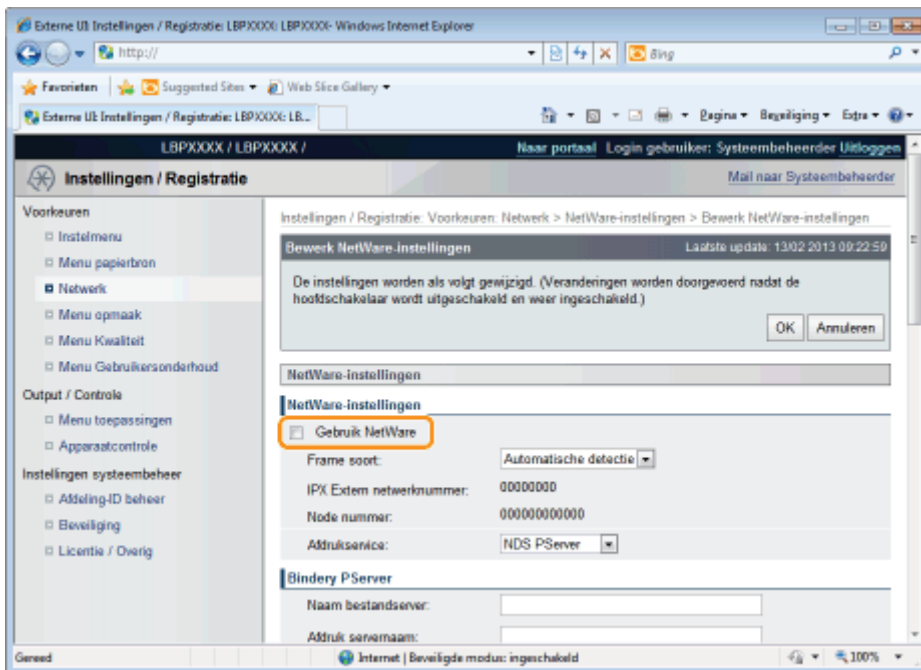 Externe UI: Instellingen / Registratie: LBPXXXX: LBPXXXX- Windows Internet Explorer
http://
Bing
Favorieten Suggested Sites Web Slice Gallery
Externe UI: Instellingen / Registratie: LBPXXXX: LB... Pagina Beveiliging Extra
LBPXXXX / LBPXXXX / Naar portaal Login gebruiker: Systeembeheerder Uitloggen
Instellingen / Registratie Mail naar Systeembeheerder
Voorkeuren
Instelmenu
Menu papierbron
Netwerk
Menu opmaak
Menu Kwaliteit
Menu Gebruikersonderhoud
Output / Controle
Menu toepassingen
Apparaatcontrole
Instellingen systeembeheer
Afdeling-ID beheer
Beveiliging
Licentie / Overig
Instellingen / Registratie: Voorkeuren: Netwerk > NetWare-instellingen > Bewerk NetWare-instellingen
Bewerk NetWare-instellingen Laatste update: 13/02 2013 09:22:59
De instellingen worden als volgt gewijzigd. (Veranderingen worden doorgevoerd nadat de
hoofdschakelaar wordt uitgeschakeld en weer ingeschakeld.)
OK Annuleren
NetWare-instellingen
NetWare-instellingen
Gebruik NetWare
Frame soort: Automatische detectie
IPX Extern netwerknummer: 00000000
Node nummer: 000000000000
Afdrukservice: NDS PServer
Bindery PServer
Naam bestandserver:
Afdruk servernaam:
Gereed Internet | Beveiligde modus: ingeschakeld 100%